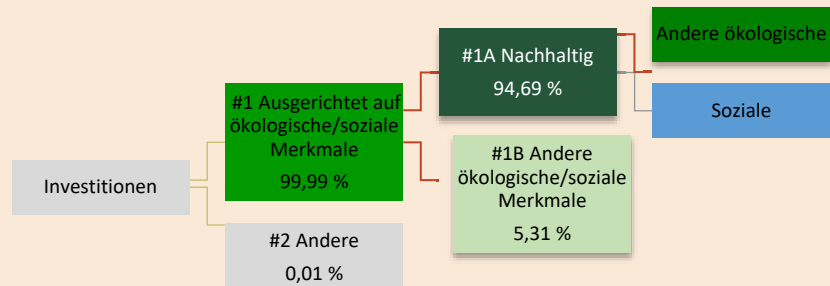 Investitionen
#1 Ausgerichtet auf
ökologische/soziale
Merkmale
99,99 %
#2 Andere
0,01 %
#1A Nachhaltig
94,69 %
#1B Andere
ökologische/soziale
Merkmale
5,31 %
Andere ökologische
Soziale